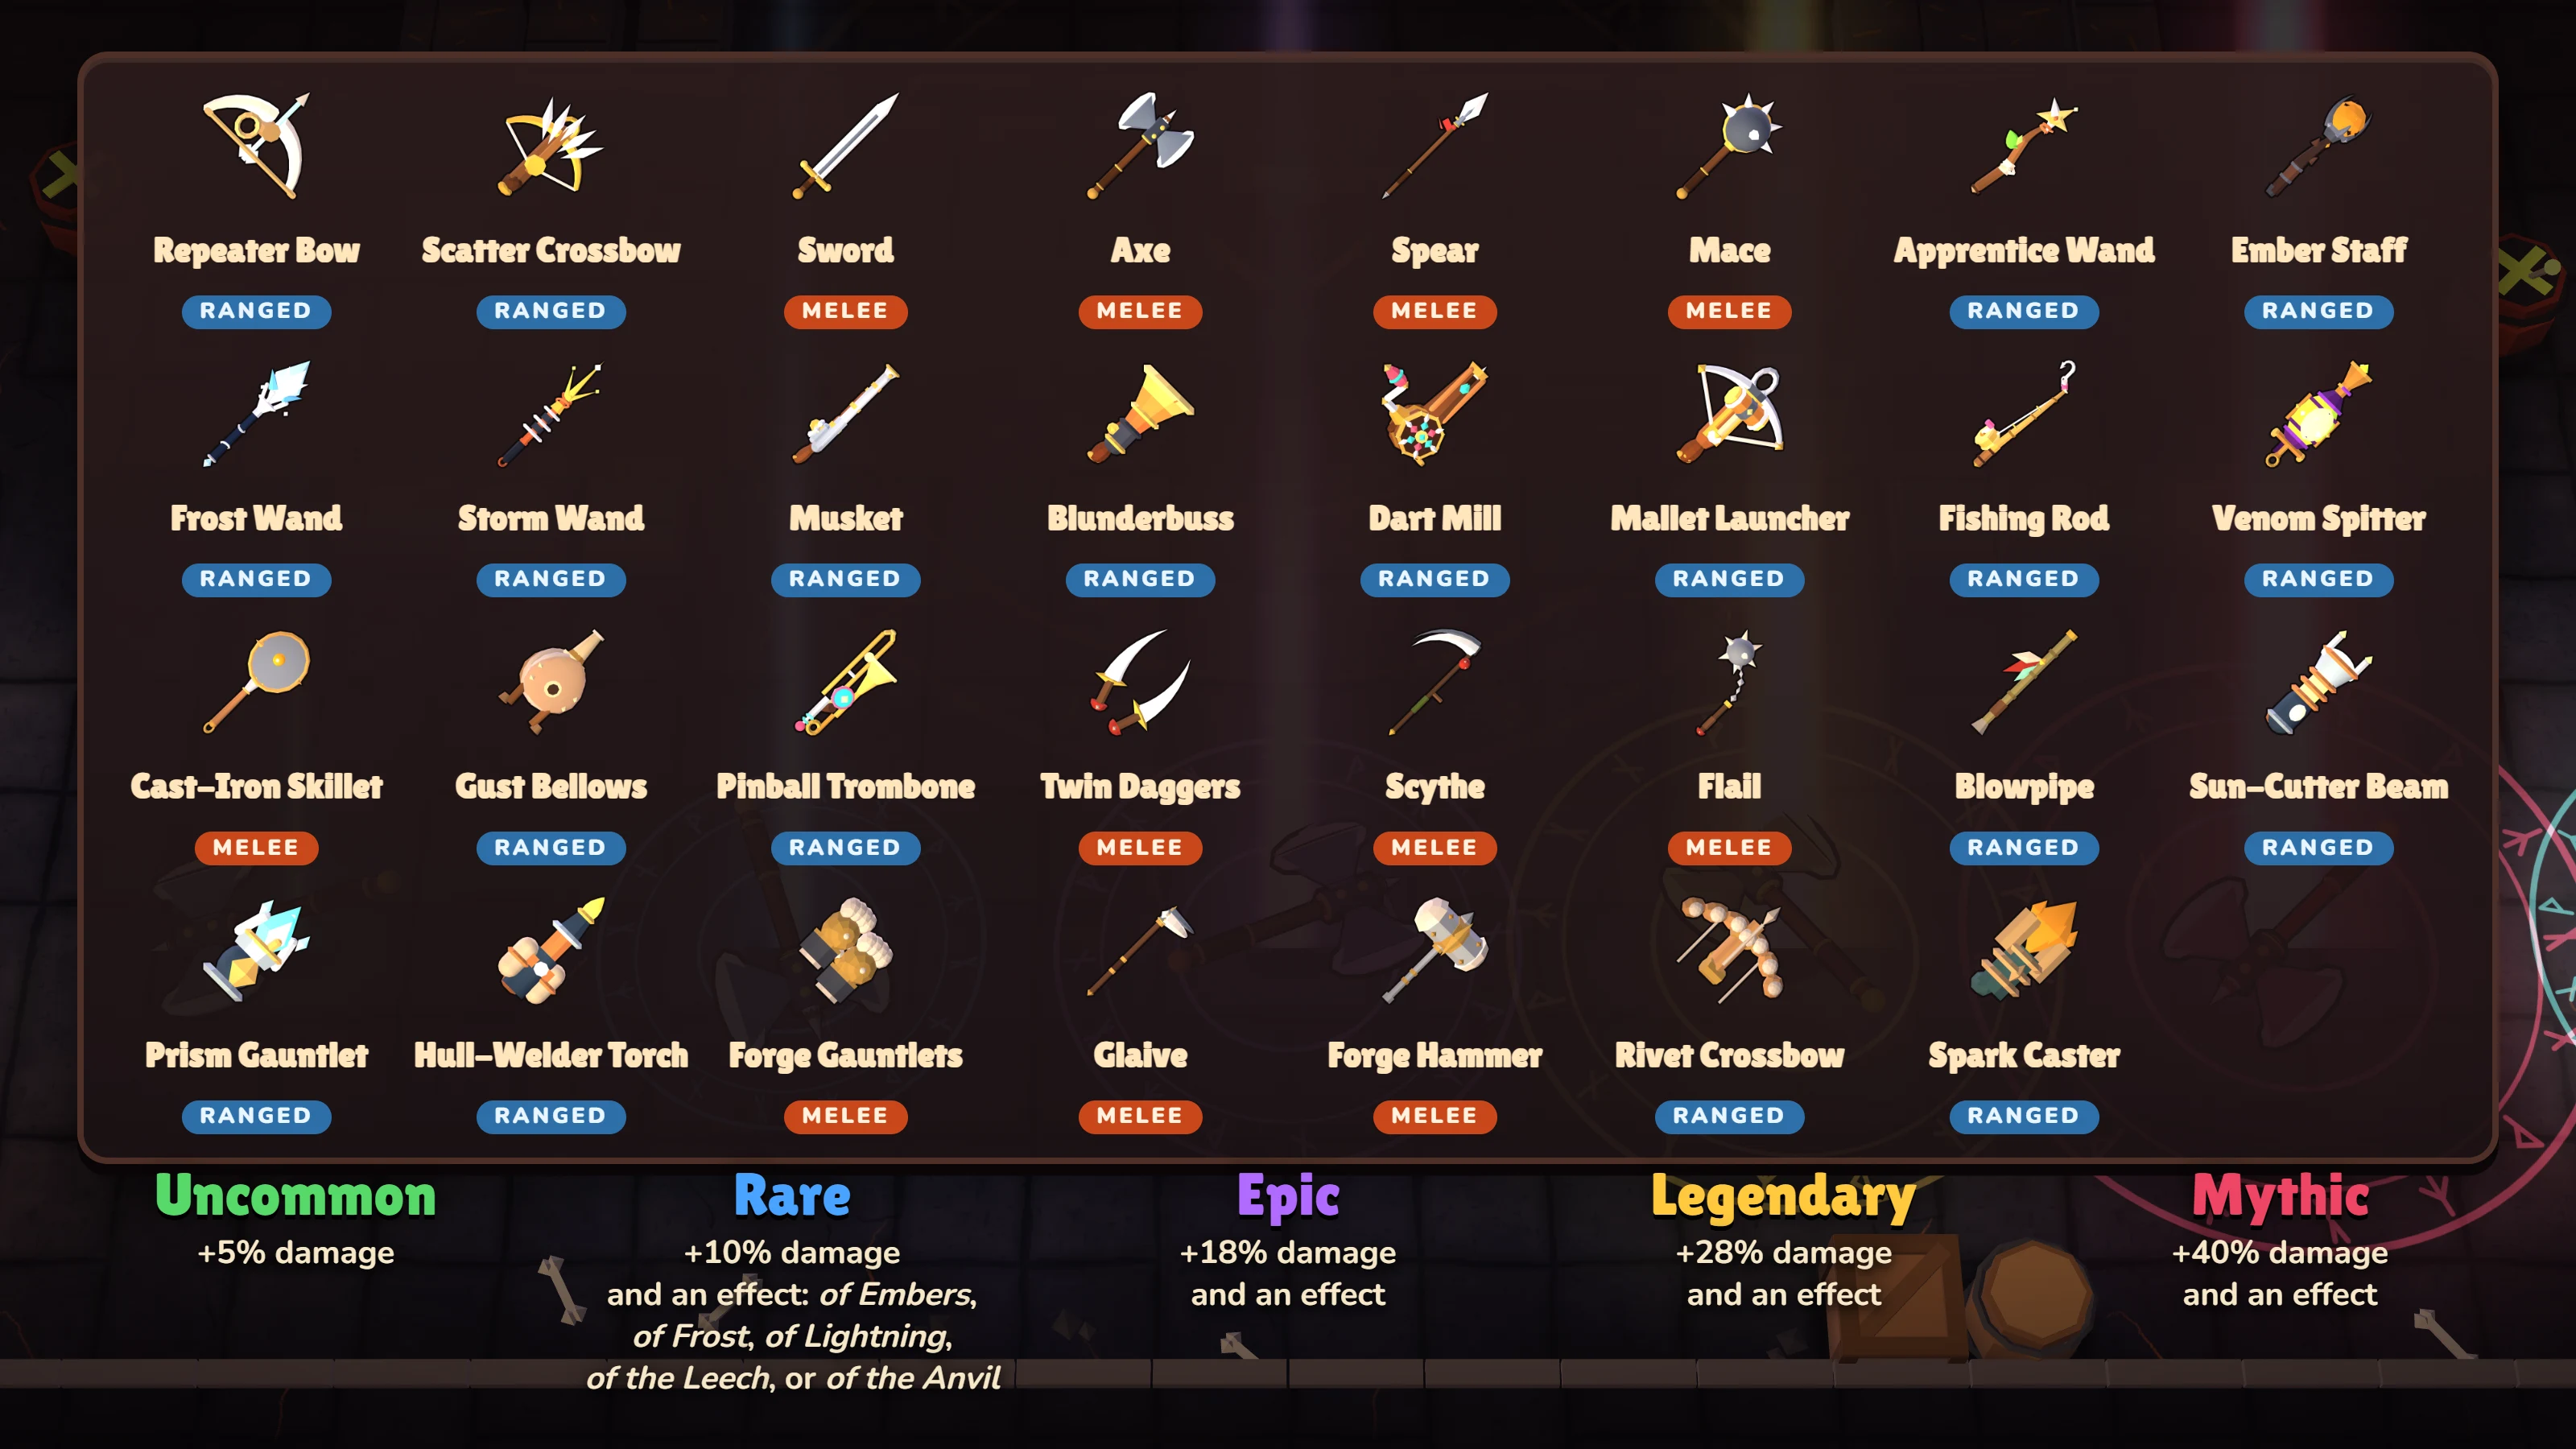 Repeater Bow
Scatter Crossbow
Sword
Axe
Spear
Mace
Apprentice Wand
Ember Staff
RANGED
RANGED
MELEE
MELEE
MELEE
MELEE
RANGED
RANGED
Frost Wand
Storm Wand
Musket
Blunderbuss
Dart Mill
Mallet Launcher
Fishing Rod
Venom Spitter
RANGED
RANGED
RANGED
RANGED
RANGED
RANGED
RANGED
RANGED
Cast-Iron Skillet
Gust Bellows
Pinball Trombone
Twin Daggers
Scythe
Flail
Blowpipe
Sun-Cutter Beam
MELEE
RANGED
RANGED
MELEE
MELEE
MELEE
RANGED
RANGED
Prism Gauntlet
Hull-Welder Torch
Forge Gauntlets
Glaive
Forge Hammer
Rivet Crossbow
Spark Caster
RANGED
RANGED
MELEE
MELEE
MELEE
RANGED
RANGED
Uncommon
+5% damage
Rare
+10% damage
and an effect: of Embers,
of Frost, of Lightning,
of the Leech, or of the Anvil
Epic
+18% damage
and an effect
Legendary
+28% damage
and an effect
Mythic
+40% damage
and an effect